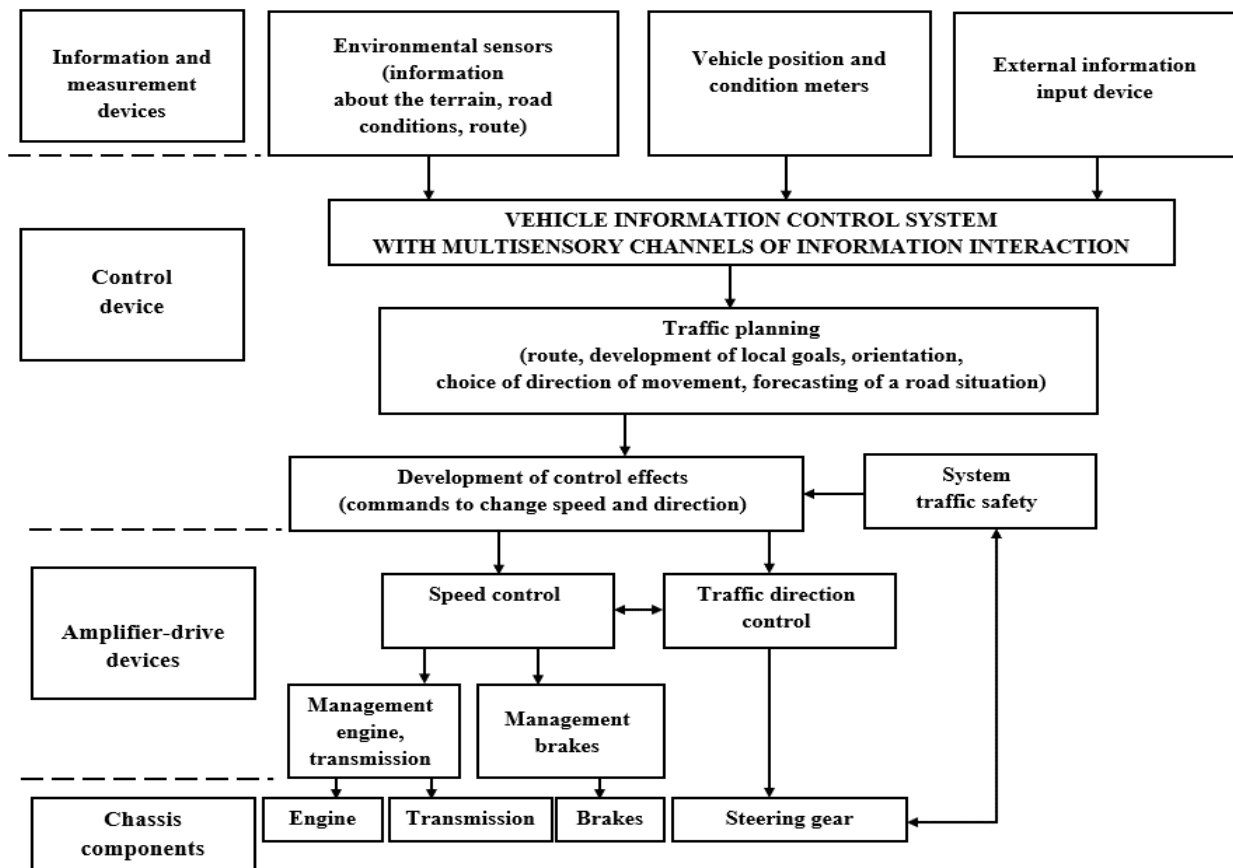 Information and
measurement
devices
Environmental sensors
(information
about the terrain, road
conditions, route)
Vehicle position and
condition meters
External information
input device
VEHICLE INFORMATION CONTROL SYSTEM
WITH MULTISENSORY CHANNELS OF INFORMATION INTERACTION
Control
device
Traffic planning
(route, development of local goals, orientation,
choice of direction of movement, forecasting of a road situation)
Development of control effects
(commands to change speed and direction)
System
traffic safety
Amplifier-drive
devices
Speed control
Traffic direction
control
Management
engine,
transmission
Management
brakes
Chassis
components
Engine
Transmission
Brakes
Steering gear